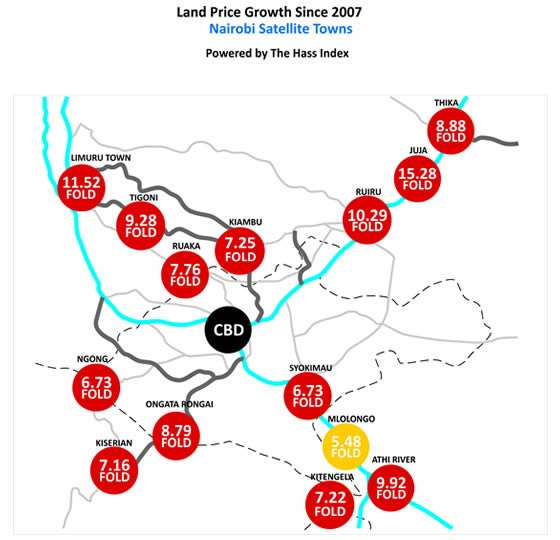 Land Price Growth Since 2007
Nairobi Satellite Towns
Powered by The Hass Index
THIKA
8.88
FOLD
JUJA
15.28
FOLD
LIMURU TOWN
11.52
FOLD
TIGONI
9.28
FOLD
RUIRU
10.29
FOLD
KIAMBU
7.25
FOLD
RUAKA
7.76
FOLD
CBD
NGONG
6.73
FOLD
SYOKIMAU
6.73
FOLD
ONGATA RONGAI
8.79
FOLD
MLOLONGO
5.48
FOLD
KISERIAN
7.16
FOLD
ATHI RIVER
9.92
FOLD
KITENGELA
7.22
FOLD